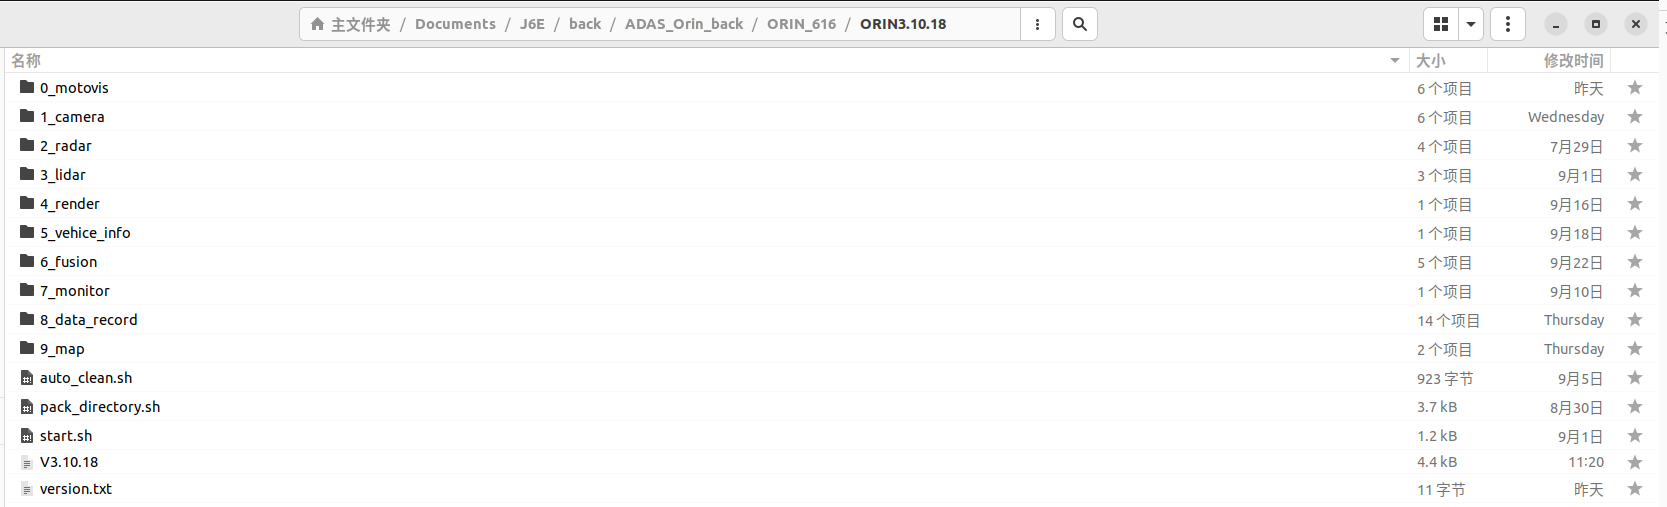 主文件夹 / Documents / J6E / back / ADAS_Orin_back / ORIN_616 / ORIN3.10.18
名称 大小 修改时间
0_motovis 6 个项目 昨天
1_camera 6 个项目 Wednesday
2_radar 4 个项目 7月29日
3_lidar 3 个项目 9月1日
4_render 1 个项目 9月16日
5_vehice_info 1 个项目 9月18日
6_fusion 5 个项目 9月22日
7_monitor 1 个项目 9月10日
8_data_record 14 个项目 Thursday
9_map 2 个项目 Thursday
auto_clean.sh 923 字节 9月5日
pack_directory.sh 3.7 kB 8月30日
start.sh 1.2 kB 9月1日
V3.10.18 4.4 kB 11:20
version.txt 11 字节 昨天